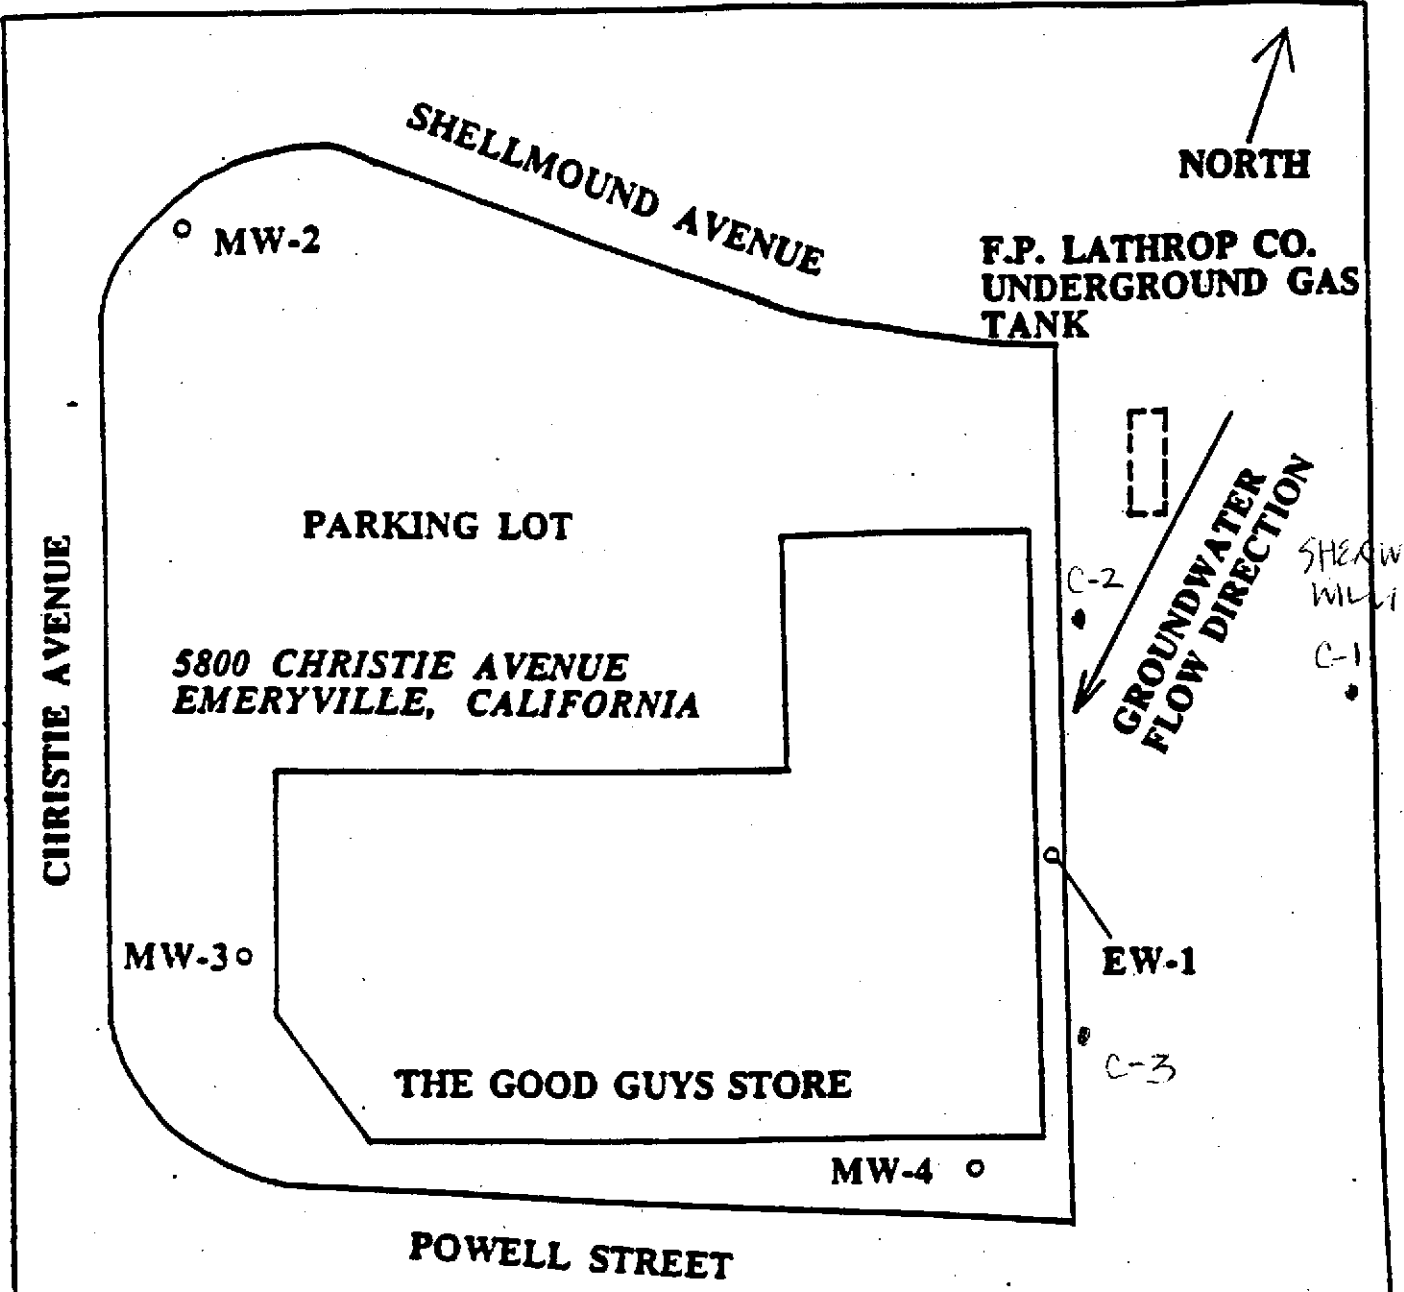 SHELLMOUND AVENUE
NORTH
MW-2
F.P. LATHROP CO.
UNDERGROUND GAS
TANK
PARKING LOT
GROUNDWATER
FLOW DIRECTION
C-2
C-1
5800 CHRISTIE AVENUE
EMERYVILLE, CALIFORNIA
CHRISTIE AVENUE
MW-3
EW-1
C-3
THE GOOD GUYS STORE
MW-4
POWELL STREET